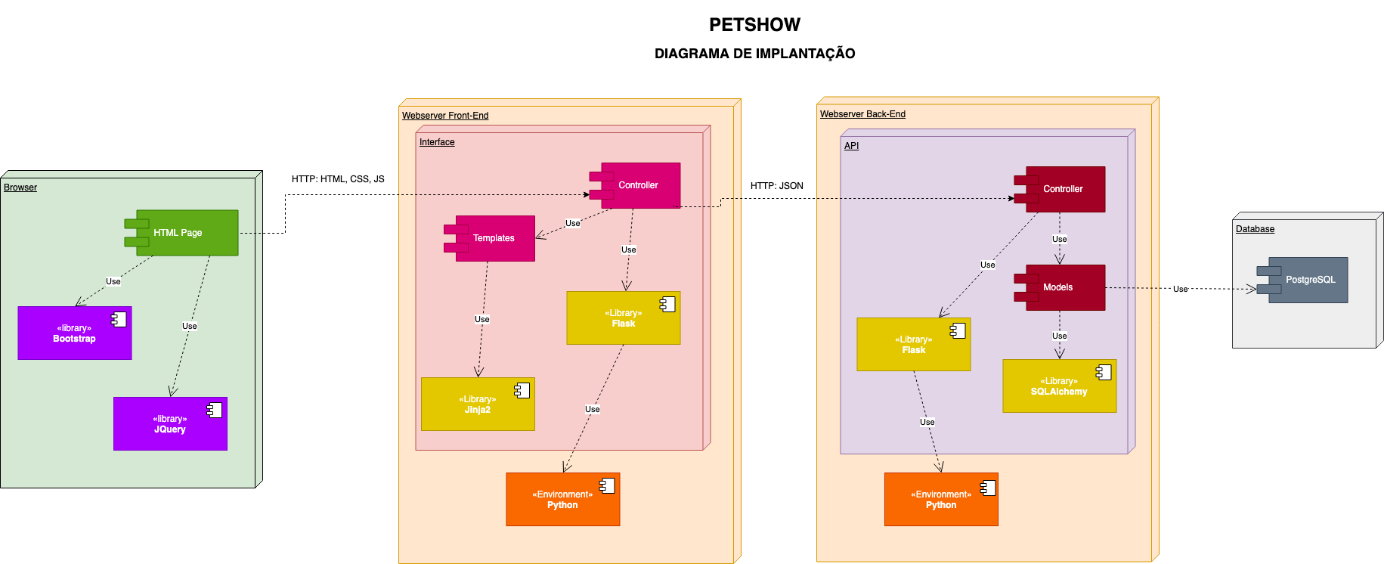 PETSHOW
DIAGRAMA DE IMPLANTAÇÃO
Browser
HTML Page
Use
Use
«library»
Bootstrap
«library»
JQuery
HTTP: HTML, CSS, JS
Webserver Front-End
Interface
Controller
Use
Use
Templates
Use
«Library»
Flask
«Library»
Jinja2
Use
«Environment»
Python
HTTP: JSON
Webserver Back-End
API
Controller
Use
Use
Models
Use
«Library»
Flask
«Library»
SQLAlchemy
Use
«Environment»
Python
Use
Database
PostgreSQL